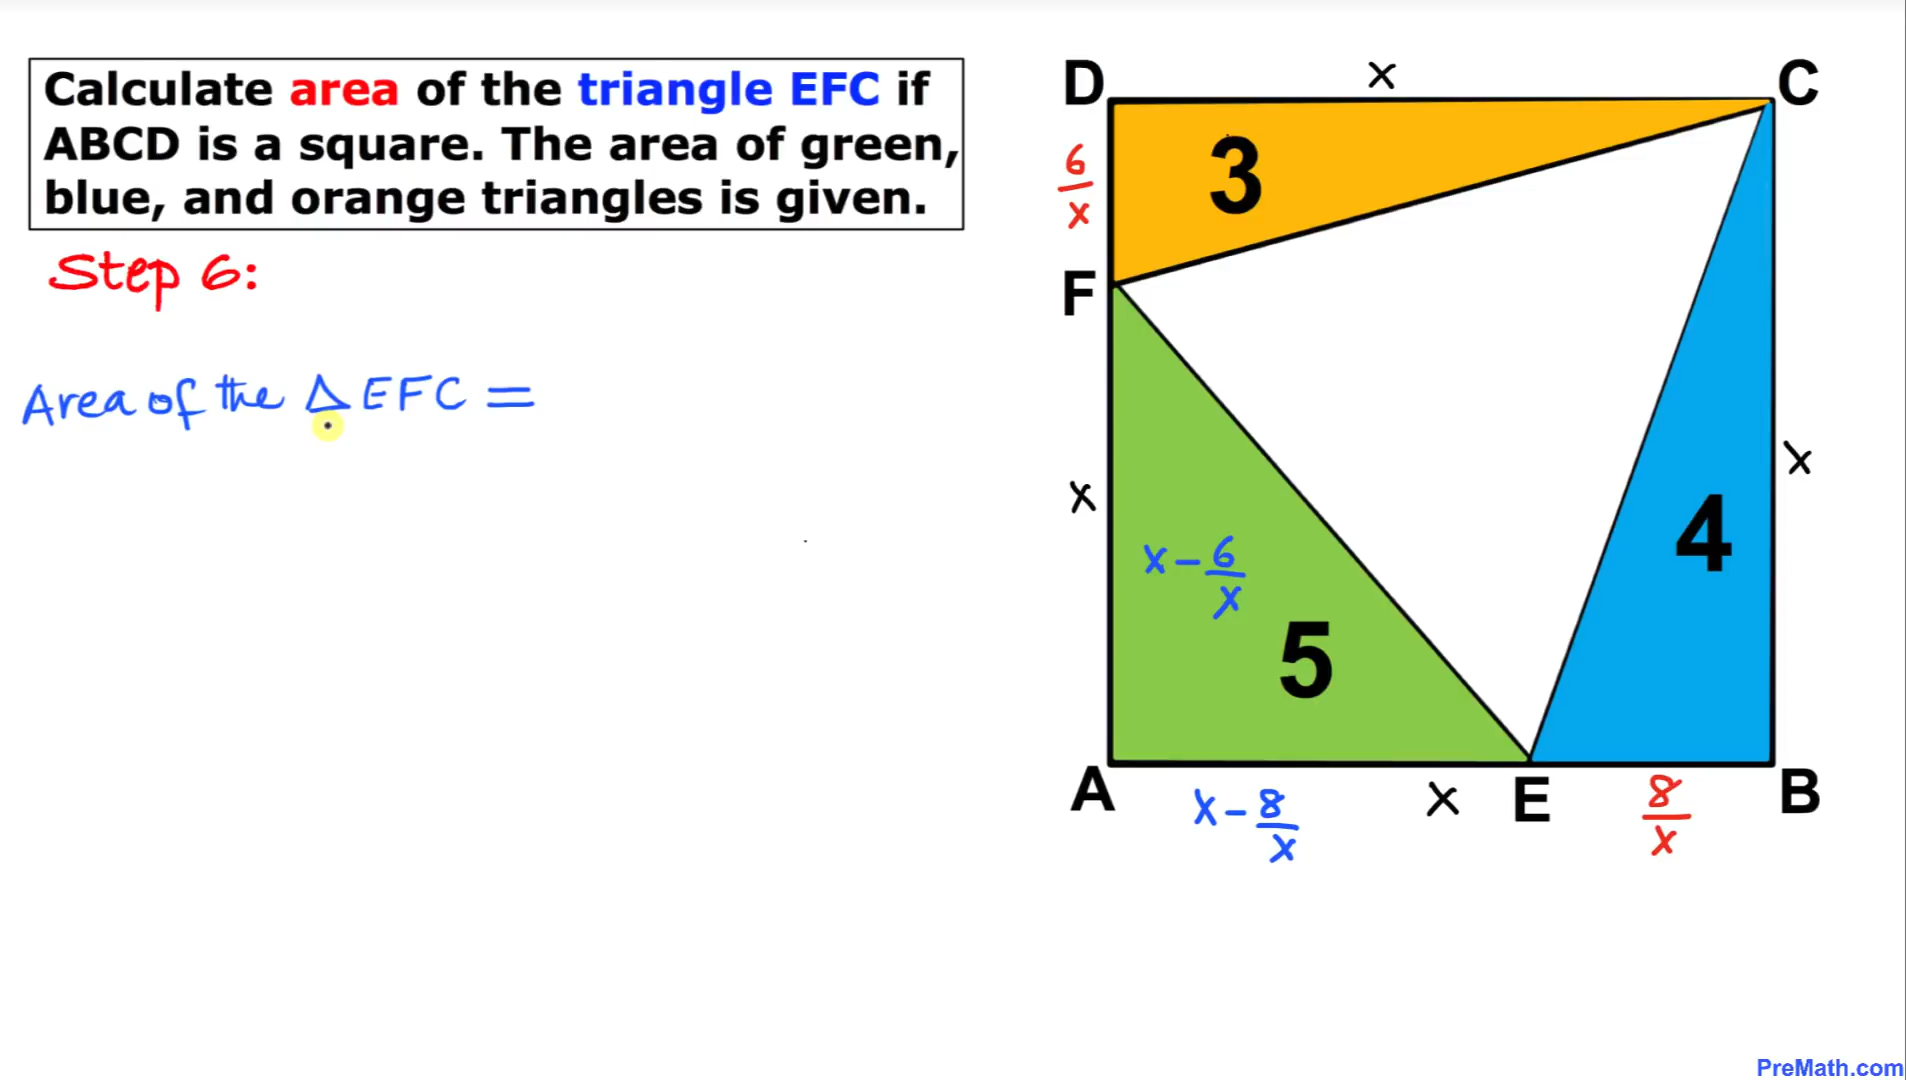 Calculate area of the triangle EFC if
ABCD is a square. The area of green,
blue, and orange triangles is given.
Step 6:
Area of the △ EFC =
D
x
C
6/x
3
F
x
x - 6/x
5
4
x
A
x - 8/x
x
E
8/x
B
PreMath.com